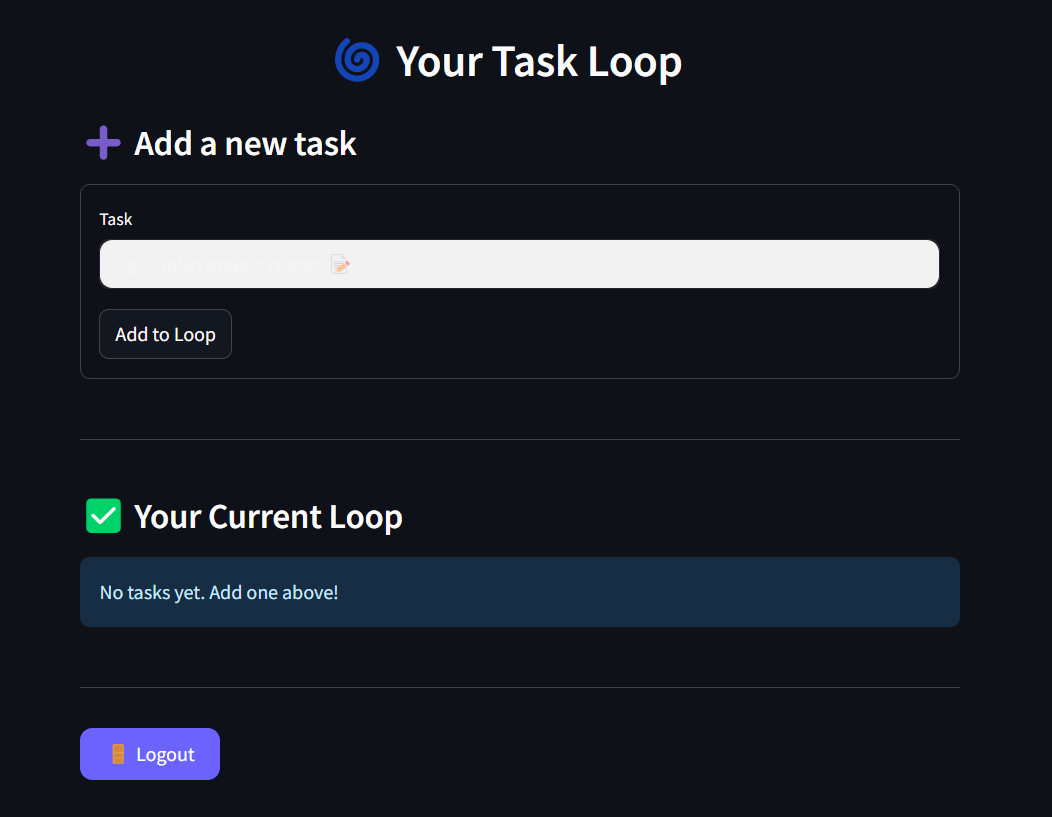 🌀 Your Task Loop
➕ Add a new task
Task
e.g., Finish project report 📝
Add to Loop
✅ Your Current Loop
No tasks yet. Add one above!
🚪 Logout